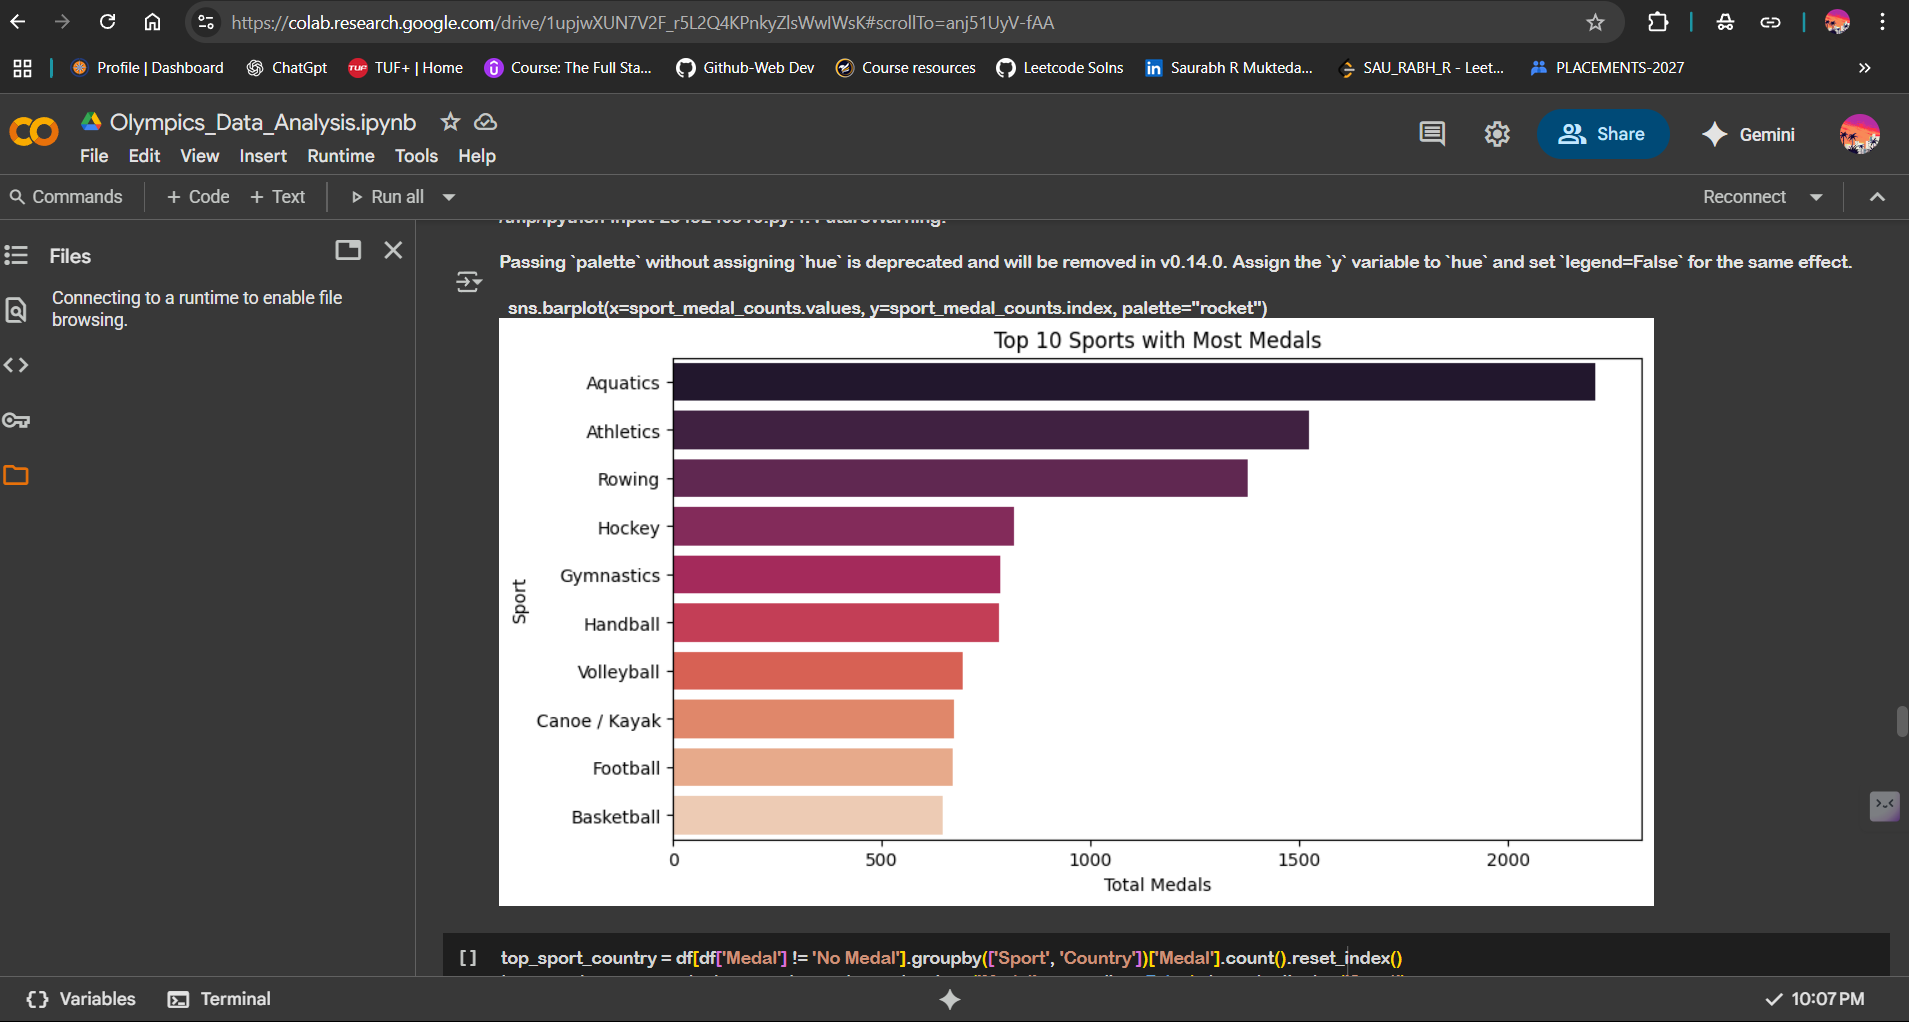 https://colab.research.google.com/drive/1upjwXUN7V2F_r5L2Q4KPnkyZlsWwIWsK#scrollTo=anj51UyV-fAA
Profile | Dashboard
ChatGpt
TUF+ | Home
Course: The Full Sta...
Github-Web Dev
Course resources
Leetcode Solns
Saurabh R Mukteda...
SAU_RABH_R - Leet...
PLACEMENTS-2027
Olympics_Data_Analysis.ipynb
File Edit View Insert Runtime Tools Help
Share
Gemini
Commands
+ Code
+ Text
Run all
Reconnect
Files
Connecting to a runtime to enable file
browsing.
Passing `palette` without assigning `hue` is deprecated and will be removed in v0.14.0. Assign the `y` variable to `hue` and set `legend=False` for the same effect.
sns.barplot(x=sport_medal_counts.values, y=sport_medal_counts.index, palette="rocket")
Top 10 Sports with Most Medals
Sport
Aquatics
Athletics
Rowing
Hockey
Gymnastics
Handball
Volleyball
Canoe / Kayak
Football
Basketball
0 500 1000 1500 2000
Total Medals
[ ] top_sport_country = df[df['Medal'] != 'No Medal'].groupby(['Sport', 'Country'])['Medal'].count().reset_index()
Variables
Terminal
10:07 PM